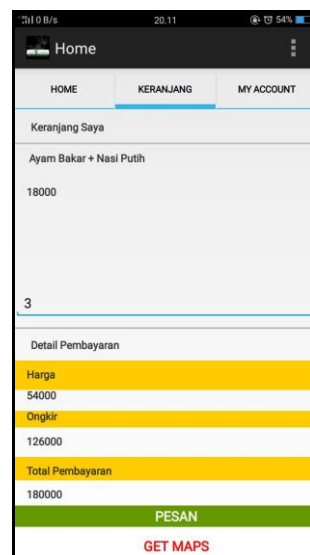 0 B/s 20.11 54%
Home
HOME KERANJANG MY ACCOUNT
Keranjang Saya
Ayam Bakar + Nasi Putih
18000
3
Detail Pembayaran
Harga
54000
Ongkir
126000
Total Pembayaran
180000
PESAN
GET MAPS